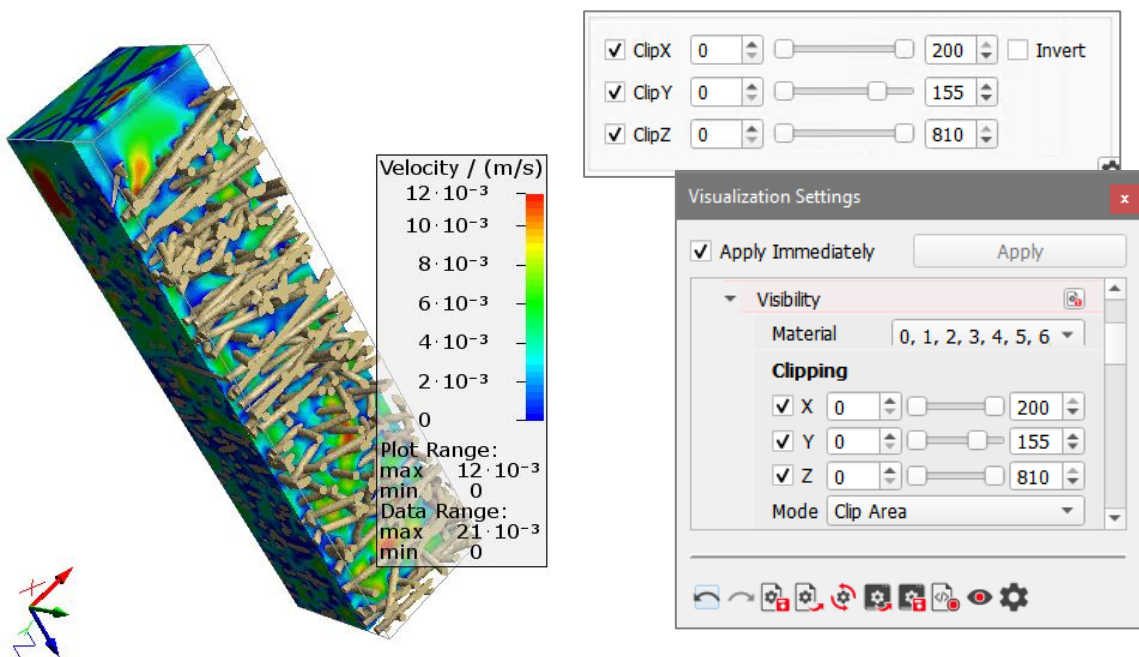 ClipX 0 200 Invert
ClipY 0 155
ClipZ 0 810
Velocity / (m/s)
12·10⁻³
10·10⁻³
8·10⁻³
6·10⁻³
4·10⁻³
2·10⁻³
0
Plot Range:
max 12·10⁻³
min 0
Data Range:
max 21·10⁻³
min 0
Visualization Settings
x
Apply Immediately Apply
Visibility
Material 0, 1, 2, 3, 4, 5, 6
Clipping
X 0 200
Y 0 155
Z 0 810
Mode Clip Area
X
Y
Z